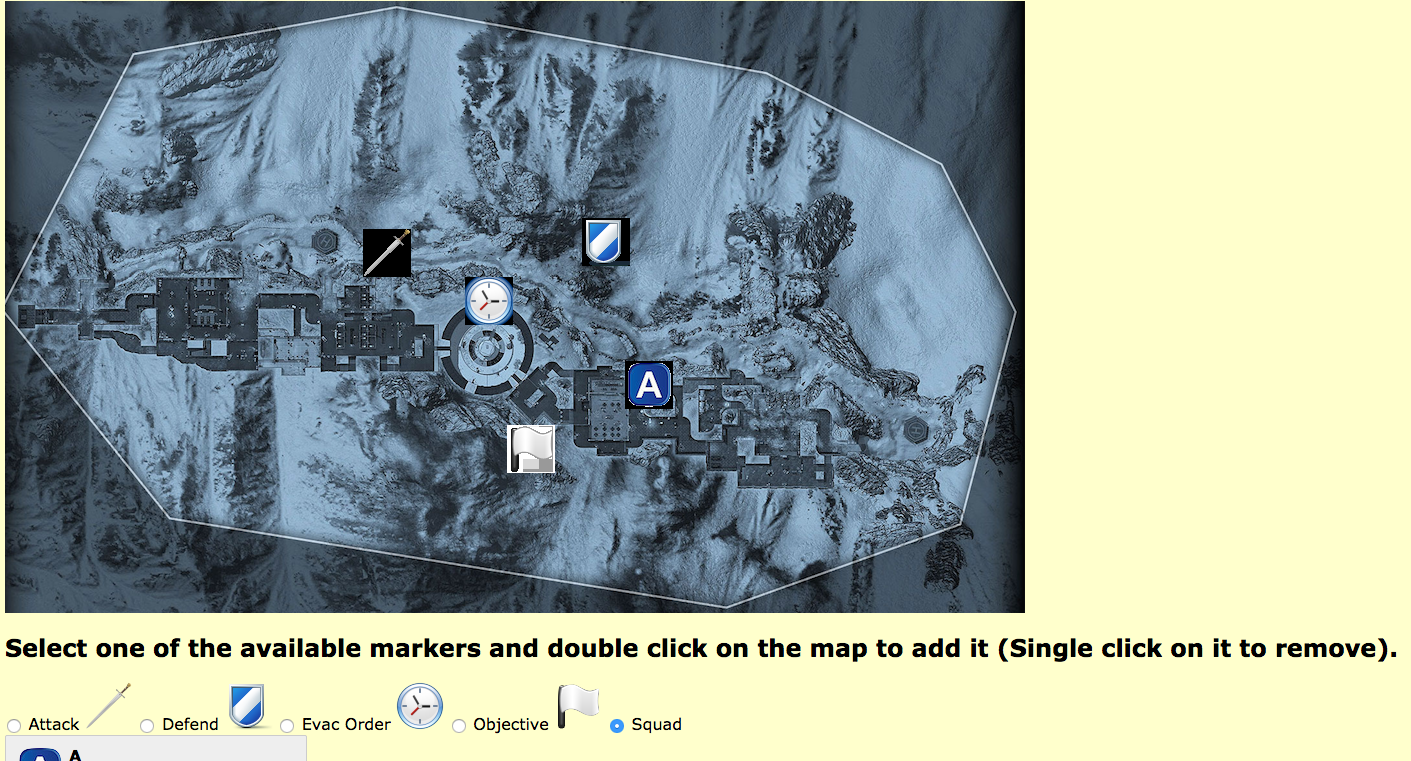 A
Select one of the available markers and double click on the map to add it (Single click on it to remove).
Attack Defend Evac Order Objective Squad
A